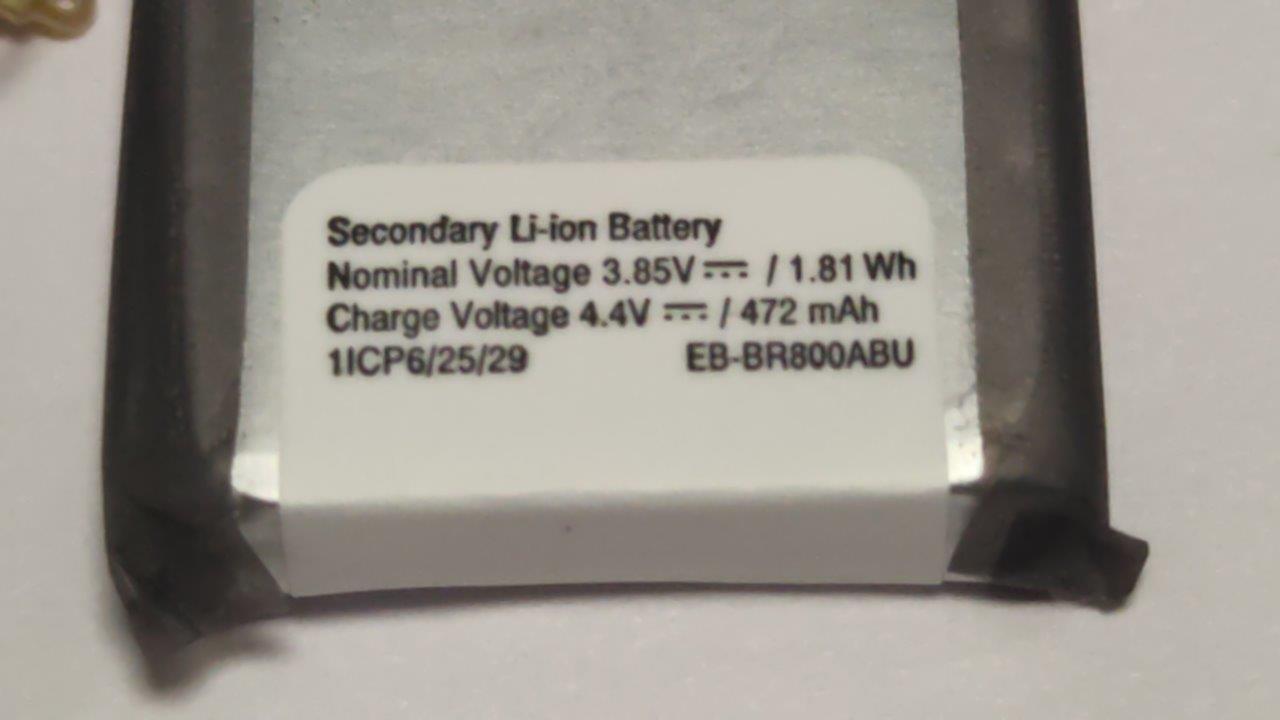 Secondary Li-ion Battery
Nominal Voltage 3.85V⎓ / 1.81 Wh
Charge Voltage 4.4V ⎓ / 472 mAh
1ICP6/25/29 EB-BR800ABU